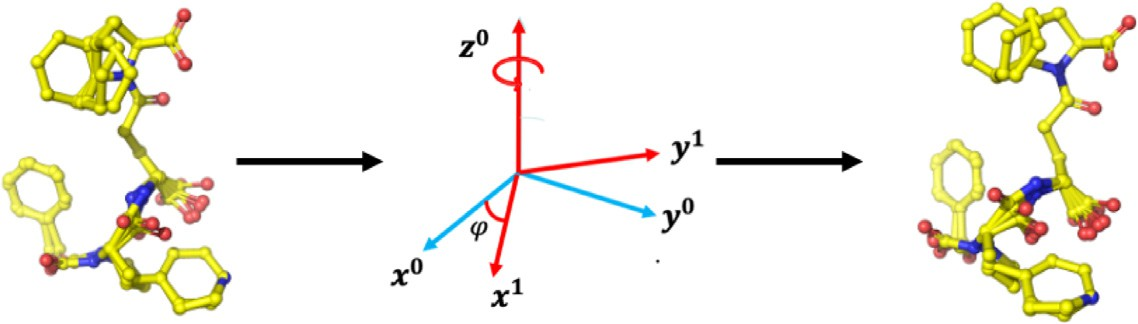 z⁰
y¹
y⁰
φ
x⁰
x¹